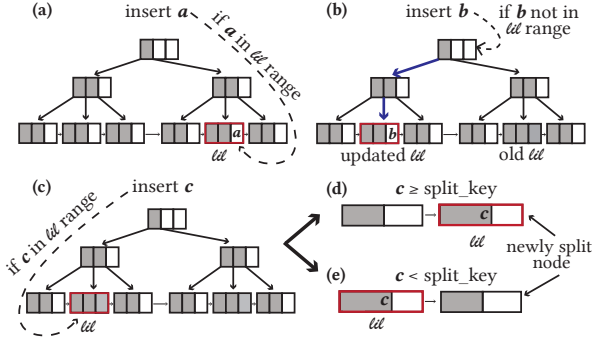 (a)
insert a
if a in lil range
a
lil
(b)
insert b
if b not in
lil range
b
updated lil
old lil
(c)
insert c
if c in lil range
lil
(d)
c ≥ split_key
c
lil
newly split
node
(e)
c < split_key
c
lil